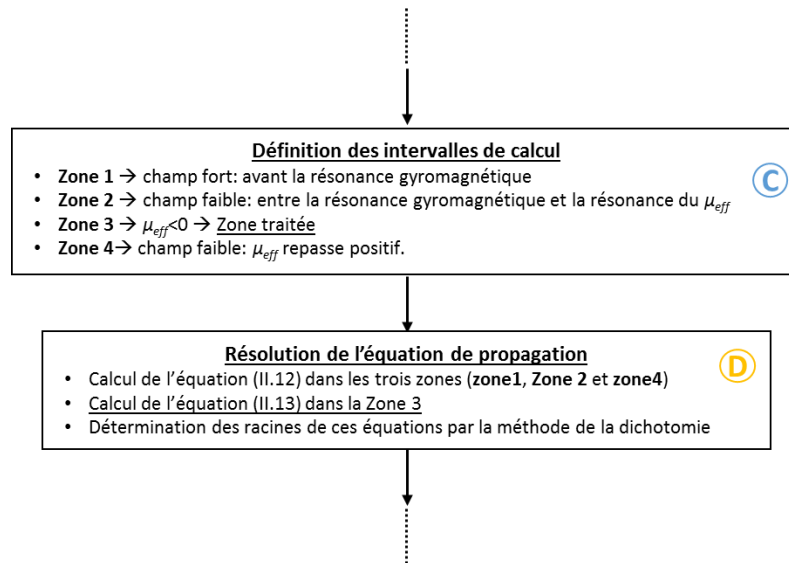 Définition des intervalles de calcul
• Zone 1 → champ fort: avant la résonance gyromagnétique
• Zone 2 → champ faible: entre la résonance gyromagnétique et la résonance du μeff
• Zone 3 → μeff<0 → Zone traitée
• Zone 4→ champ faible: μeff repasse positif.
C
Résolution de l'équation de propagation
• Calcul de l'équation (II.12) dans les trois zones (zone1, Zone 2 et zone4)
• Calcul de l'équation (II.13) dans la Zone 3
• Détermination des racines de ces équations par la méthode de la dichotomie
D